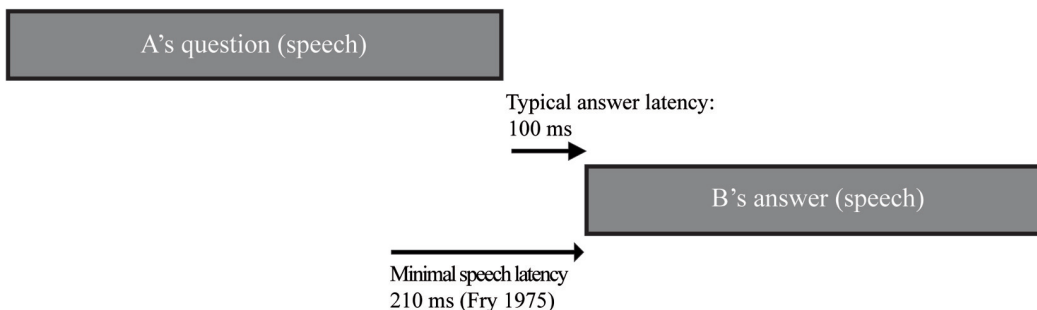 A’s question (speech)
Typical answer latency:
100 ms
B’s answer (speech)
Minimal speech latency
210 ms (Fry 1975)